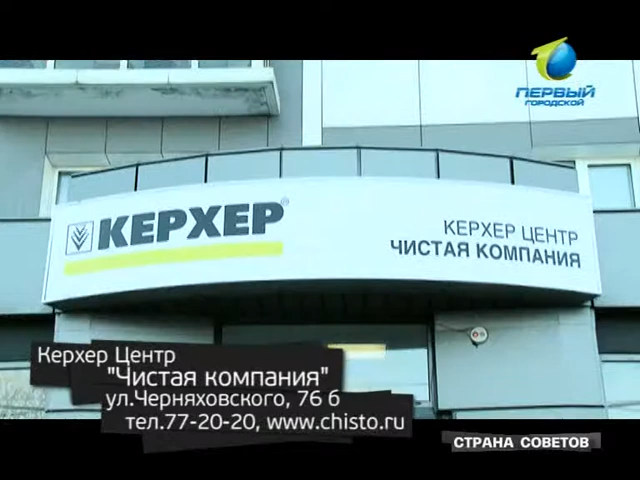 ПЕРВЫЙ
ГОРОДСКОЙ
КЕРХЕР®
КЕРХЕР ЦЕНТР
ЧИСТАЯ КОМПАНИЯ
Керхер Центр
"Чистая компания"
ул.Черняховского, 76 б
тел.77-20-20, www.chisto.ru
СТРАНА СОВЕТОВ